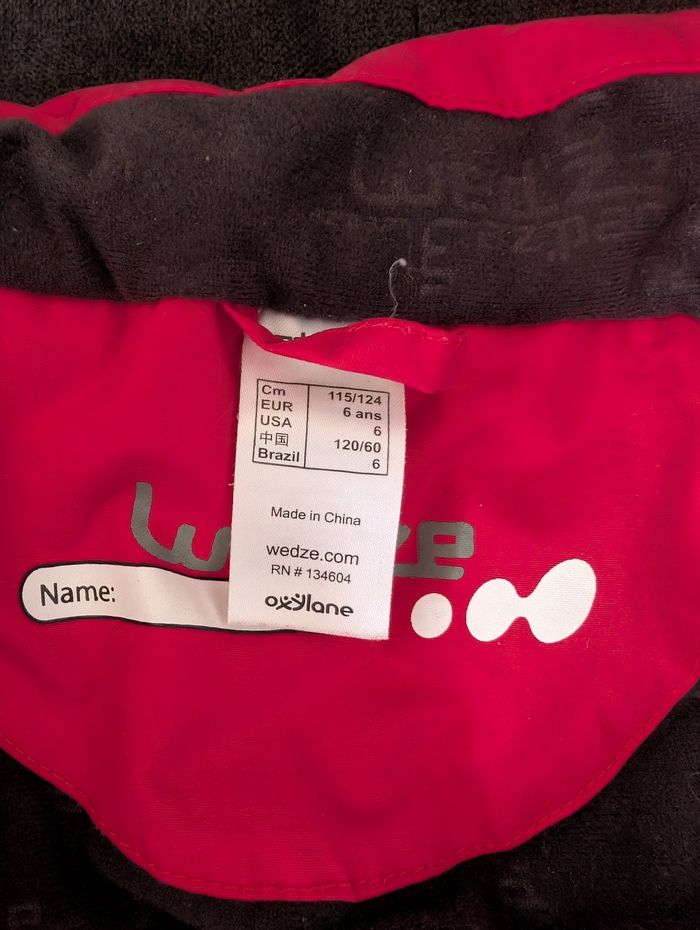 Cm 115/124
EUR 6 ans
USA 6
中国 120/60
Brazil 6
Made in China
wedze.com
RN # 134604
Name:
oxylane